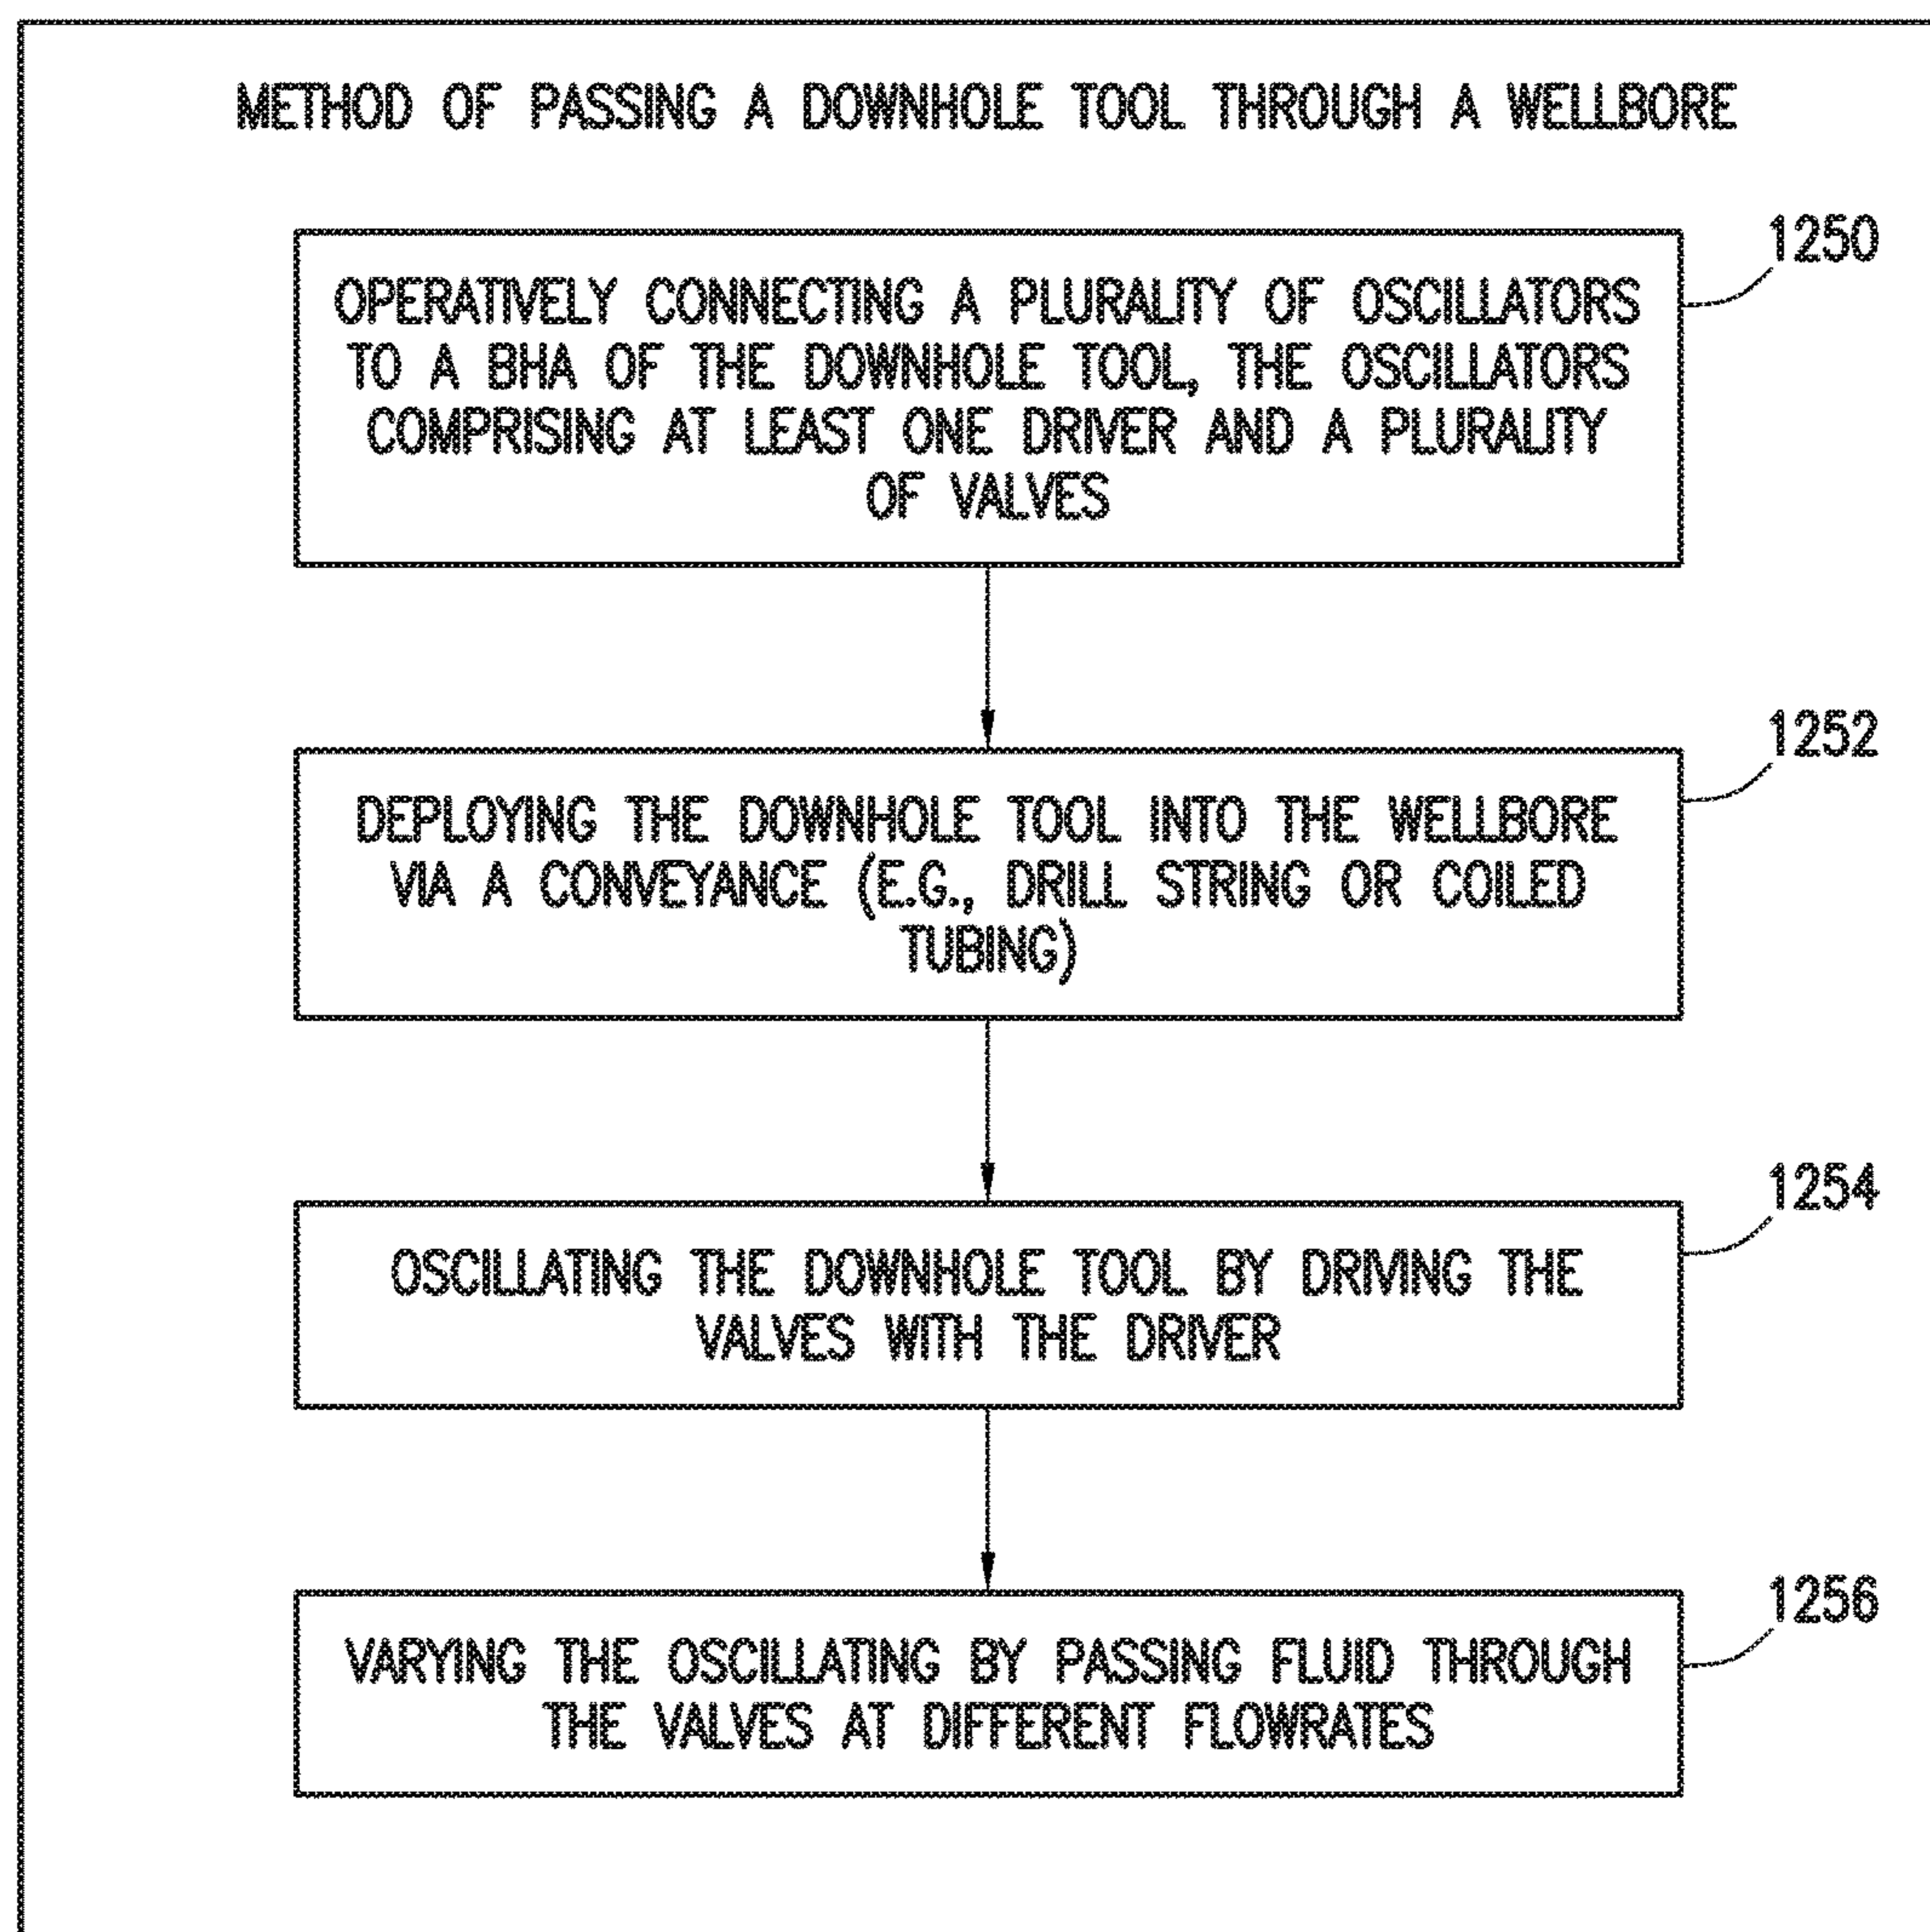 METHOD OF PASSING A DOWNHOLE TOOL THROUGH A WELLBORE
1250
OPERATIVELY CONNECTING A PLURALITY OF OSCILLATORS
TO A BHA OF THE DOWNHOLE TOOL, THE OSCILLATORS
COMPRISING AT LEAST ONE DRIVER AND A PLURALITY
OF VALVES
1252
DEPLOYING THE DOWNHOLE TOOL INTO THE WELLBORE
VIA A CONVEYANCE (E.G., DRILL STRING OR COILED
TUBING)
1254
OSCILLATING THE DOWNHOLE TOOL BY DRIVING THE
VALVES WITH THE DRIVER
1256
VARYING THE OSCILLATING BY PASSING FLUID THROUGH
THE VALVES AT DIFFERENT FLOWRATES